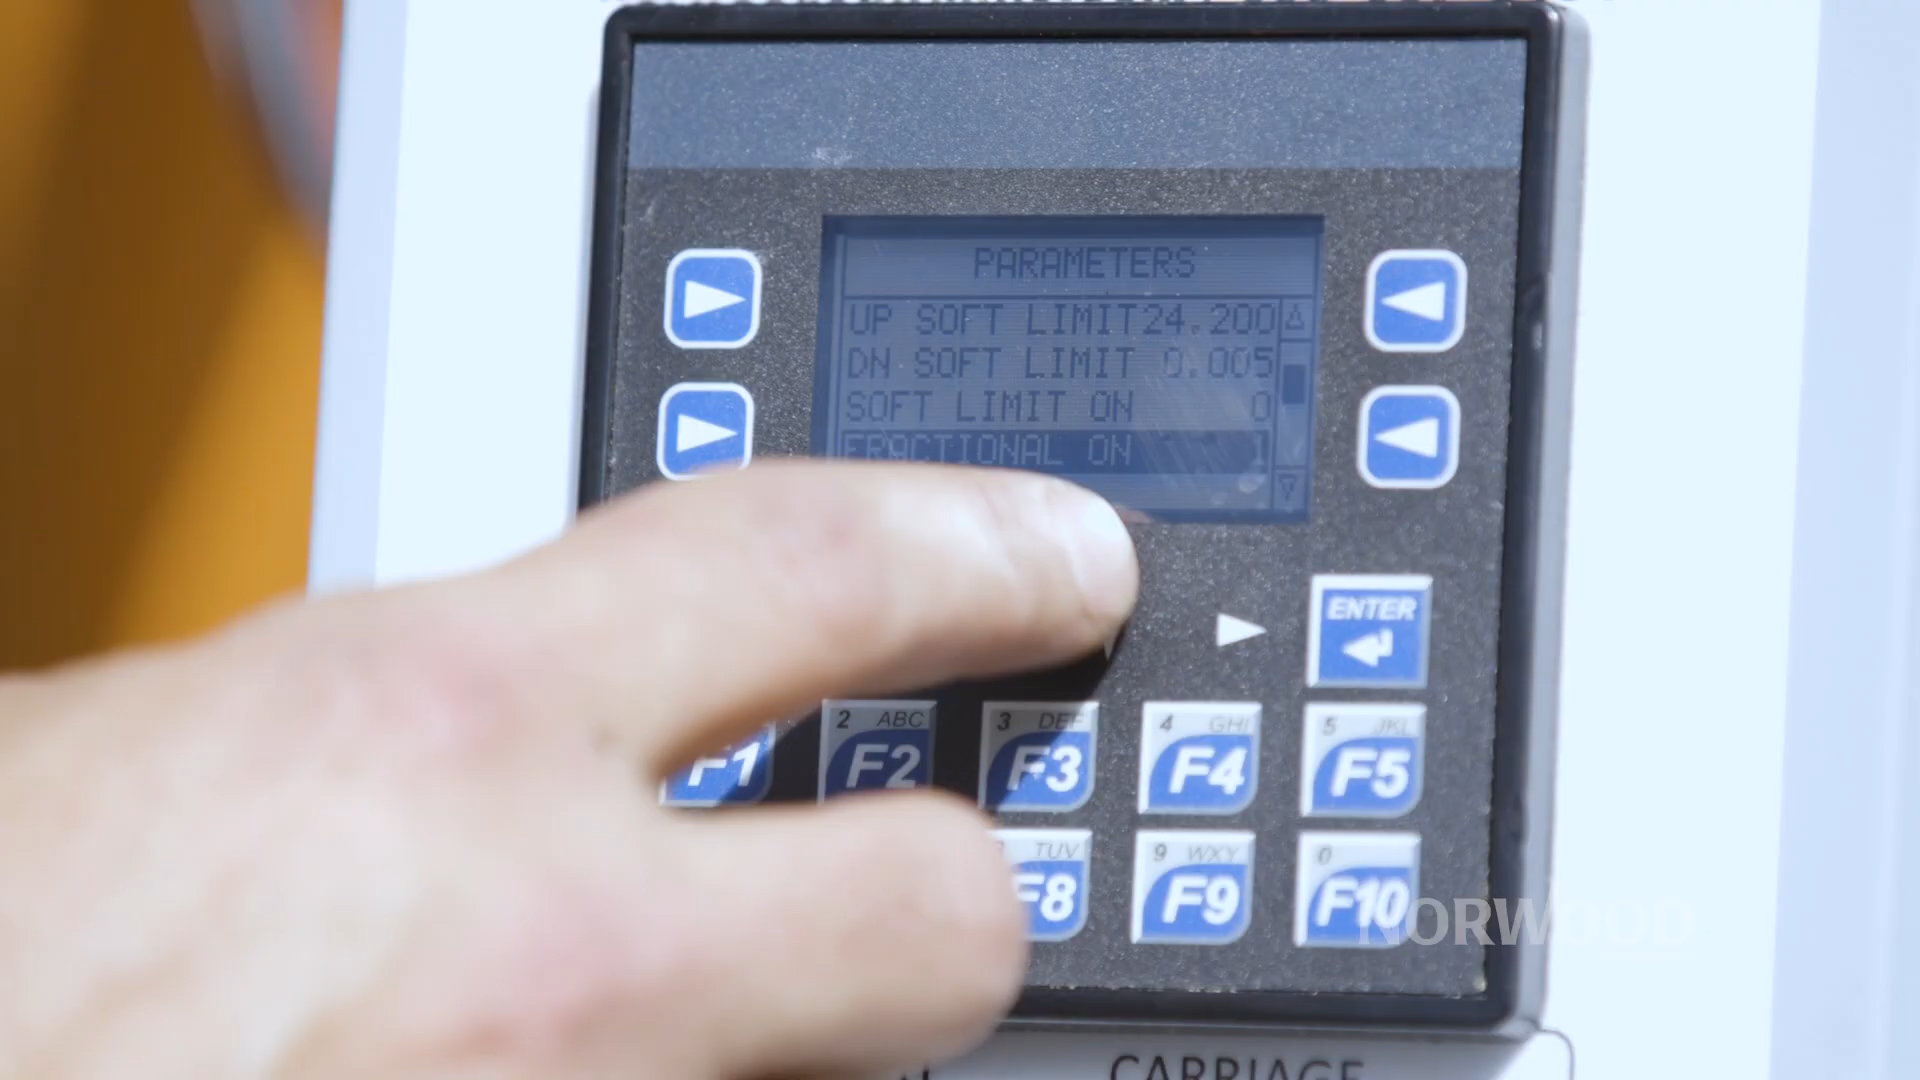 PARAMETERS
UP SOFT LIMIT24.200
DN SOFT LIMIT 0.005
SOFT LIMIT ON 0
FRACTIONAL ON 1
ENTER
F1
2 ABC
F2
3 DEF
F3
4 GHI
F4
5 JKL
F5
TUV
F8
9 WXY
F9
0
F10
NORWOOD
CARRIAGE